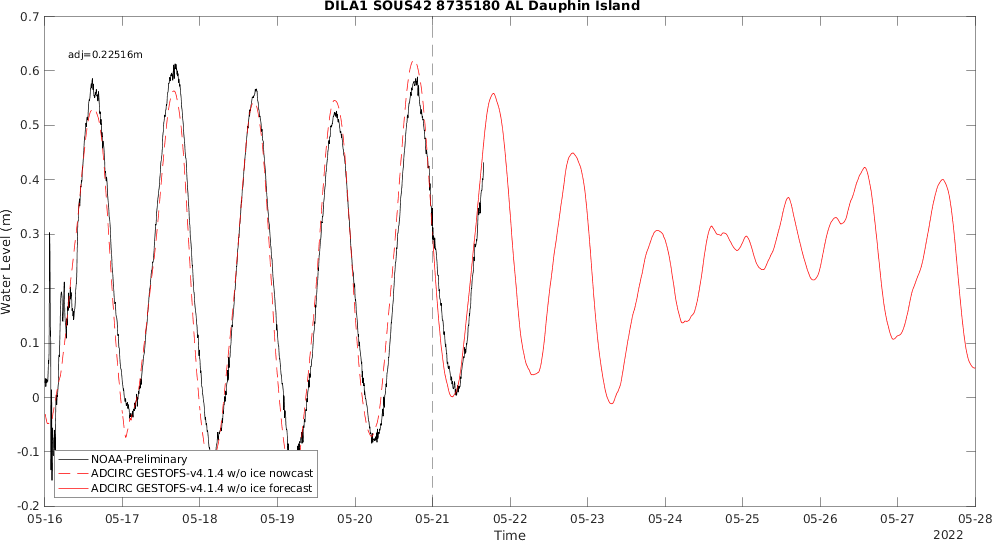 DILA1 SOUS42 8735180 AL Dauphin Island
adj=0.22516m
Water Level (m)
0.7
0.6
0.5
0.4
0.3
0.2
0.1
0
-0.1
-0.2
NOAA-Preliminary
ADCIRC GESTOFS-v4.1.4 w/o ice nowcast
ADCIRC GESTOFS-v4.1.4 w/o ice forecast
05-16 05-17 05-18 05-19 05-20 05-21 05-22 05-23 05-24 05-25 05-26 05-27 05-28
Time
2022